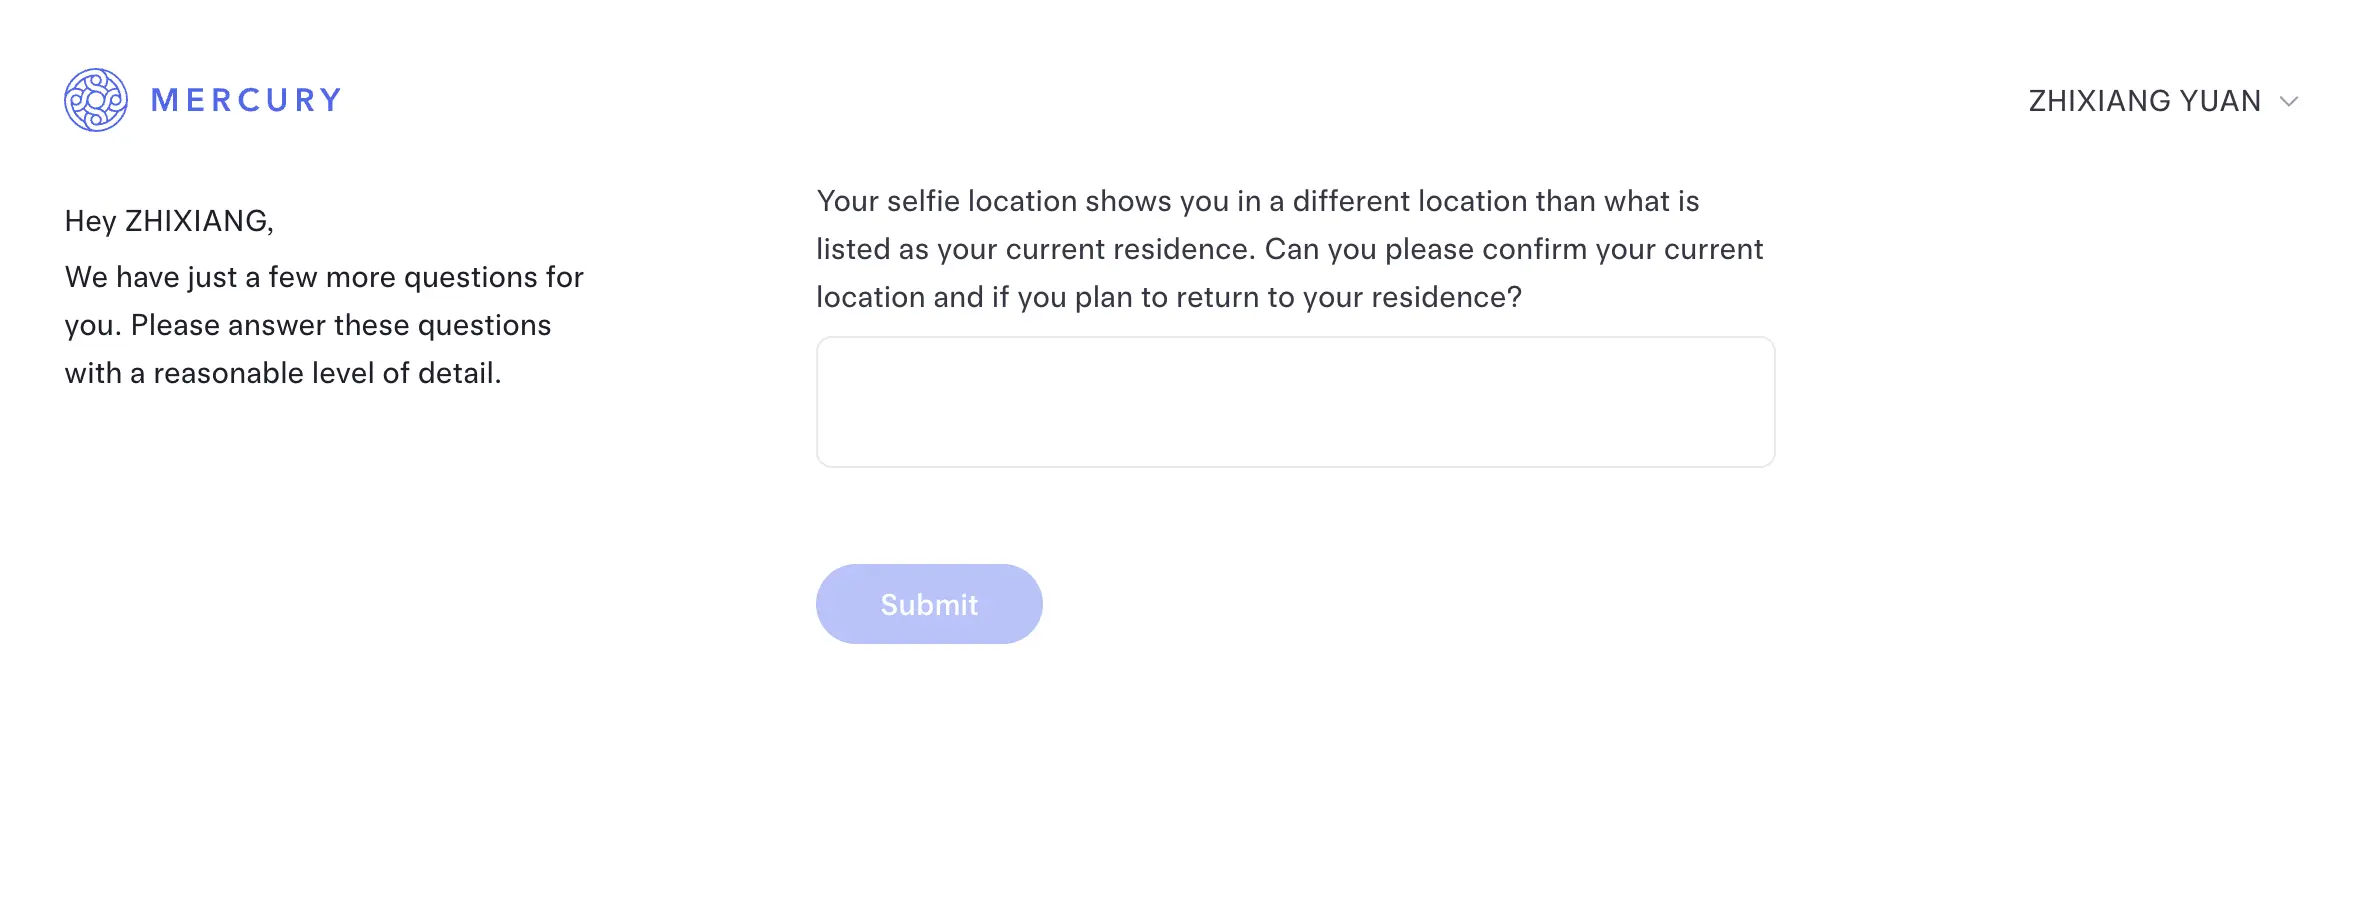 MERCURY
ZHIXIANG YUAN
Hey ZHIXIANG,
We have just a few more questions for
you. Please answer these questions
with a reasonable level of detail.
Your selfie location shows you in a different location than what is
listed as your current residence. Can you please confirm your current
location and if you plan to return to your residence?
Submit